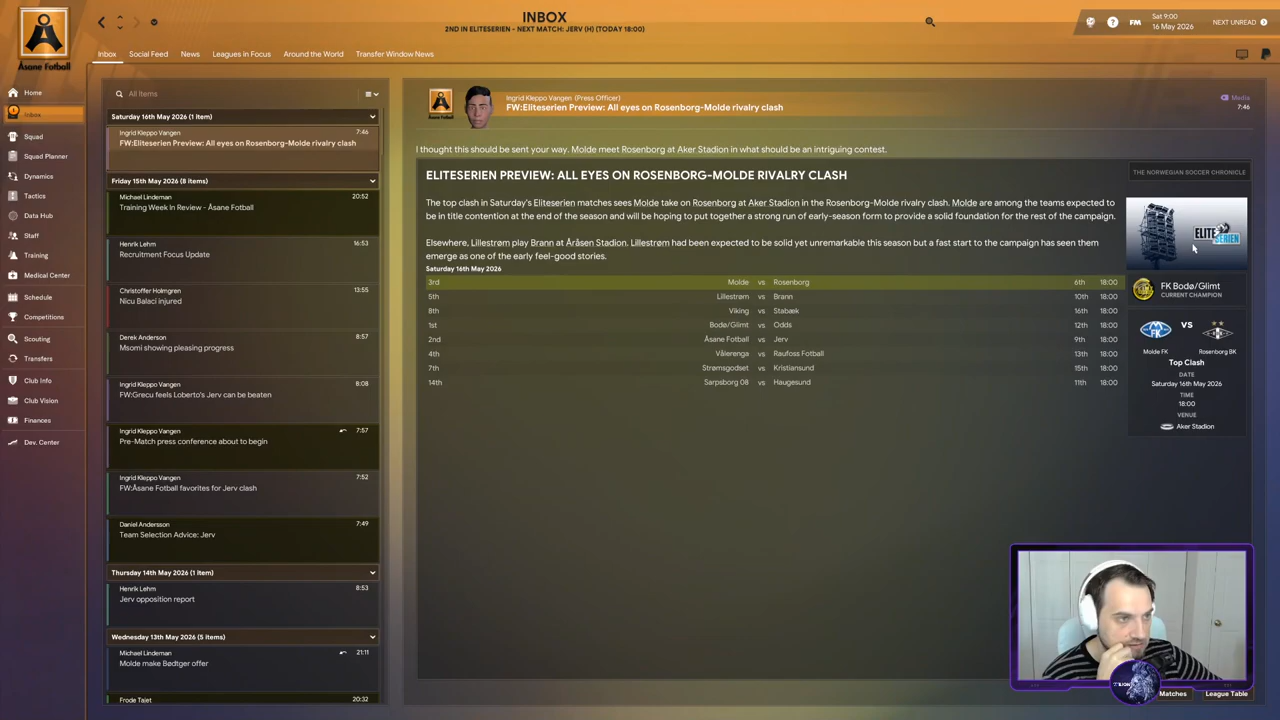 INBOX
2ND IN ELITESERIEN - NEXT MATCH: JERV (H) (TODAY 18:00)
FM
Sat 9:00
16 May 2026
NEXT UNREAD
Åsane Fotball
Inbox
Social Feed
News
Leagues in Focus
Around the World
Transfer Window News
Home
Inbox
Squad
Squad Planner
Dynamics
Tactics
Data Hub
Staff
Training
Medical Center
Schedule
Competitions
Scouting
Transfers
Club Info
Club Vision
Finances
Dev. Center
All Items
Saturday 16th May 2026 (1 item)
Ingrid Kleppo Vangen 7:46
FW:Eliteserien Preview: All eyes on Rosenborg-Molde rivalry clash
Friday 15th May 2026 (8 items)
Michael Lindeman 20:52
Training Week In Review - Åsane Fotball
Henrik Lehm 16:53
Recruitment Focus Update
Christoffer Holmgren 13:55
Nicu Balaci injured
Derek Anderson 8:57
Msomi showing pleasing progress
Ingrid Kleppo Vangen 8:08
FW:Grecu feels Loberto's Jerv can be beaten
Ingrid Kleppo Vangen 7:57
Pre-Match press conference about to begin
Ingrid Kleppo Vangen 7:52
FW:Åsane Fotball favorites for Jerv clash
Daniel Andersson 7:49
Team Selection Advice: Jerv
Thursday 14th May 2026 (1 item)
Henrik Lehm 8:53
Jerv opposition report
Wednesday 13th May 2026 (5 items)
Michael Lindeman 21:11
Molde make Bødtger offer
Frode Tajet 20:32
Åsane Fotball
Ingrid Kleppo Vangen (Press Officer)
FW:Eliteserien Preview: All eyes on Rosenborg-Molde rivalry clash
Media
7:46
I thought this should be sent your way. Molde meet Rosenborg at Aker Stadion in what should be an intriguing contest.
ELITESERIEN PREVIEW: ALL EYES ON ROSENBORG-MOLDE RIVALRY CLASH
THE NORWEGIAN SOCCER CHRONICLE
The top clash in Saturday's Eliteserien matches sees Molde take on Rosenborg at Aker Stadion in the Rosenborg-Molde rivalry clash. Molde are among the teams expected to
be in title contention at the end of the season and will be hoping to put together a strong run of early-season form to provide a solid foundation for the rest of the campaign.
Elsewhere, Lillestrøm play Brann at Åråsen Stadion. Lillestrøm had been expected to be solid yet unremarkable this season but a fast start to the campaign has seen them
emerge as one of the early feel-good stories.
Saturday 16th May 2026
3rd Molde vs Rosenborg 6th 18:00
5th Lillestrøm vs Brann 10th 18:00
8th Viking vs Stabæk 16th 18:00
1st Bodø/Glimt vs Odds 12th 18:00
2nd Åsane Fotball vs Jerv 9th 18:00
4th Vålerenga vs Raufoss Fotball 13th 18:00
7th Strømsgodset vs Kristiansund 15th 18:00
14th Sarpsborg 08 vs Haugesund 11th 18:00
ELITE
SERIEN
FK Bodø/Glimt
CURRENT CHAMPION
VS
Molde FK
Rosenborg BK
Top Clash
DATE
Saturday 16th May 2026
TIME
18:00
VENUE
Aker Stadion
Matches
League Table